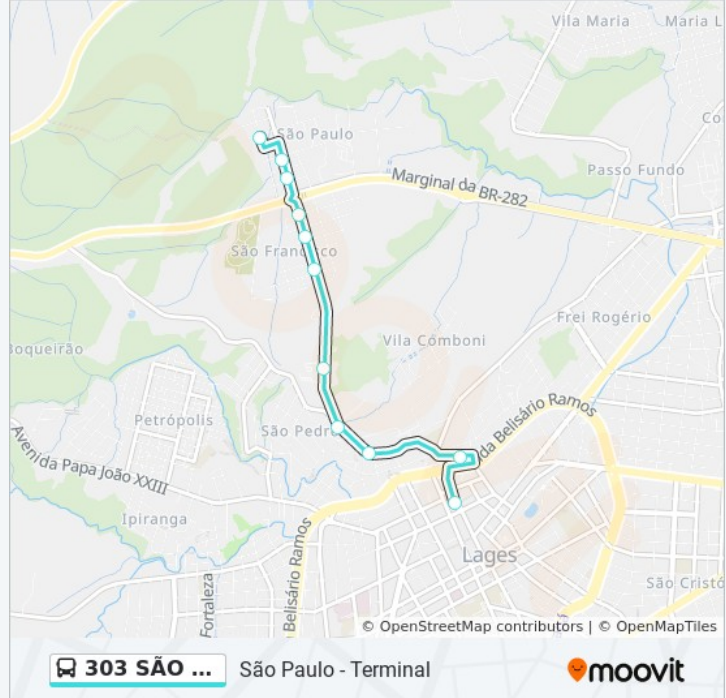 Vila Maria
Maria L
São Paulo
Co
Passo Fundo
Marginal da BR-282
São Francisco
Frei Rogério
Vila Comboni
Boqueirão
Petrópolis
da Belisário Ramos
São Pedro
Avenida Papa João XXIII
Ipiranga
Belisário Ramos
Lages
Fortaleza
São Cristó
© OpenStreetMap contributors | © OpenMapTiles
303 SÃO ...
São Paulo - Terminal
moovit